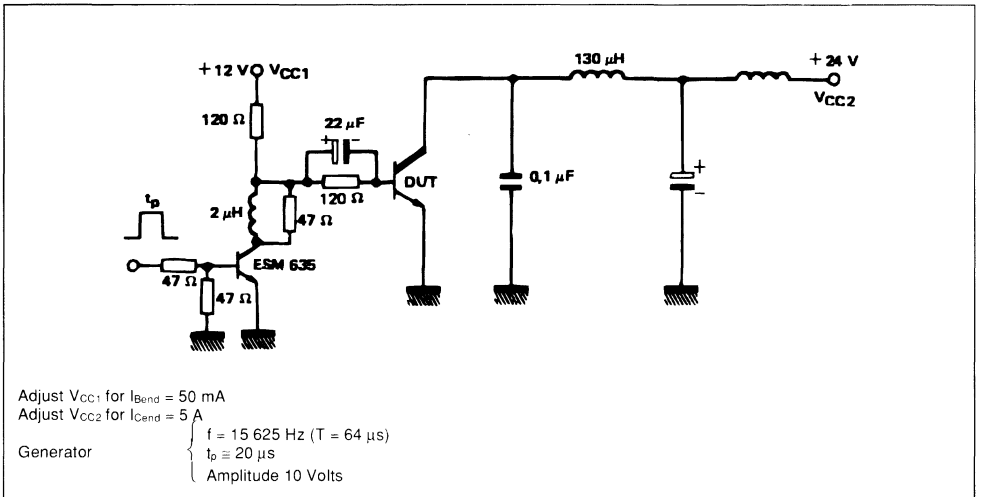 + 12 V VCC1
130 μH
+ 24 V
VCC2
120 Ω
22 μF
+ −
DUT
0,1 μF
+
−
120 Ω
2 μH
47 Ω
tp
ESM 635
47 Ω
47 Ω
Adjust VCC1 for IBend = 50 mA
Adjust VCC2 for ICend = 5 A
Generator
f = 15 625 Hz (T = 64 μs)
tp ≅ 20 μs
Amplitude 10 Volts